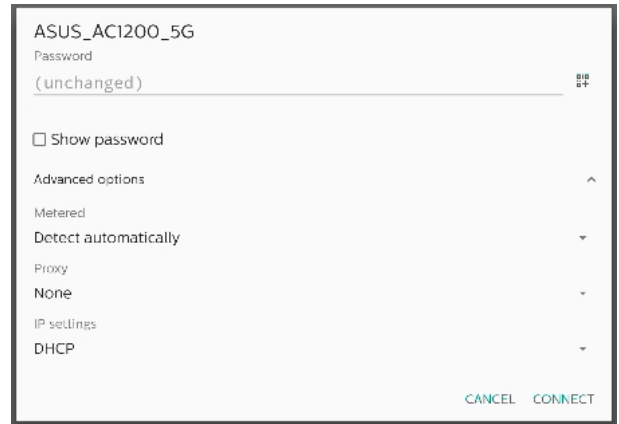 ASUS_AC1200_5G
Password
(unchanged)
Show password
Advanced options
Metered
Detect automatically
Proxy
None
IP settings
DHCP
CANCEL CONNECT